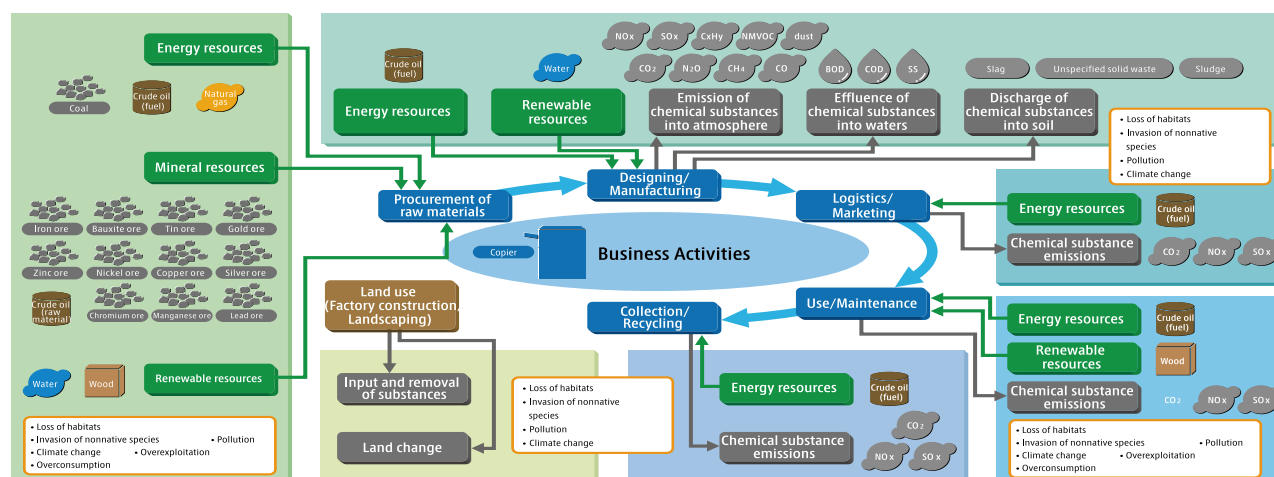 Energy resources
Coal
Crude oil
(fuel)
Natural
gas
Mineral resources
Iron ore
Bauxite ore
Tin ore
Gold ore
Zinc ore
Nickel ore
Copper ore
Silver ore
Crude oil
(raw
material)
Chromium ore
Manganese ore
Lead ore
Water
Wood
Renewable resources
• Loss of habitats
• Invasion of nonnative species • Pollution
• Climate change • Overexploitation
• Overconsumption
Crude oil
(fuel)
Energy resources
Water
Renewable
resources
NOx
SOx
CxHy
NMVOC
dust
CO2
N2O
CH4
CO
Emission of
chemical substances
into atmosphere
BOD
COD
SS
Effluence of
chemical substances
into waters
Slag
Unspecified solid waste
Sludge
Discharge of
chemical substances
into soil
• Loss of habitats
• Invasion of nonnative
species
• Pollution
• Climate change
Procurement of
raw materials
Designing/
Manufacturing
Logistics/
Marketing
Copier
Business Activities
Use/Maintenance
Collection/
Recycling
Energy resources
Crude oil
(fuel)
Chemical substance
emissions
CO2
NOx
SOx
Energy resources
Crude oil
(fuel)
Renewable
resources
Wood
Chemical substance
emissions
CO2
NOx
SOx
• Loss of habitats
• Invasion of nonnative species • Pollution
• Climate change • Overexploitation
• Overconsumption
Land use
(Factory construction,
Landscaping)
Input and removal
of substances
Land change
• Loss of habitats
• Invasion of nonnative
species
• Pollution
• Climate change
Energy resources
Crude oil
(fuel)
Chemical substance
emissions
CO2
NOx
SOx